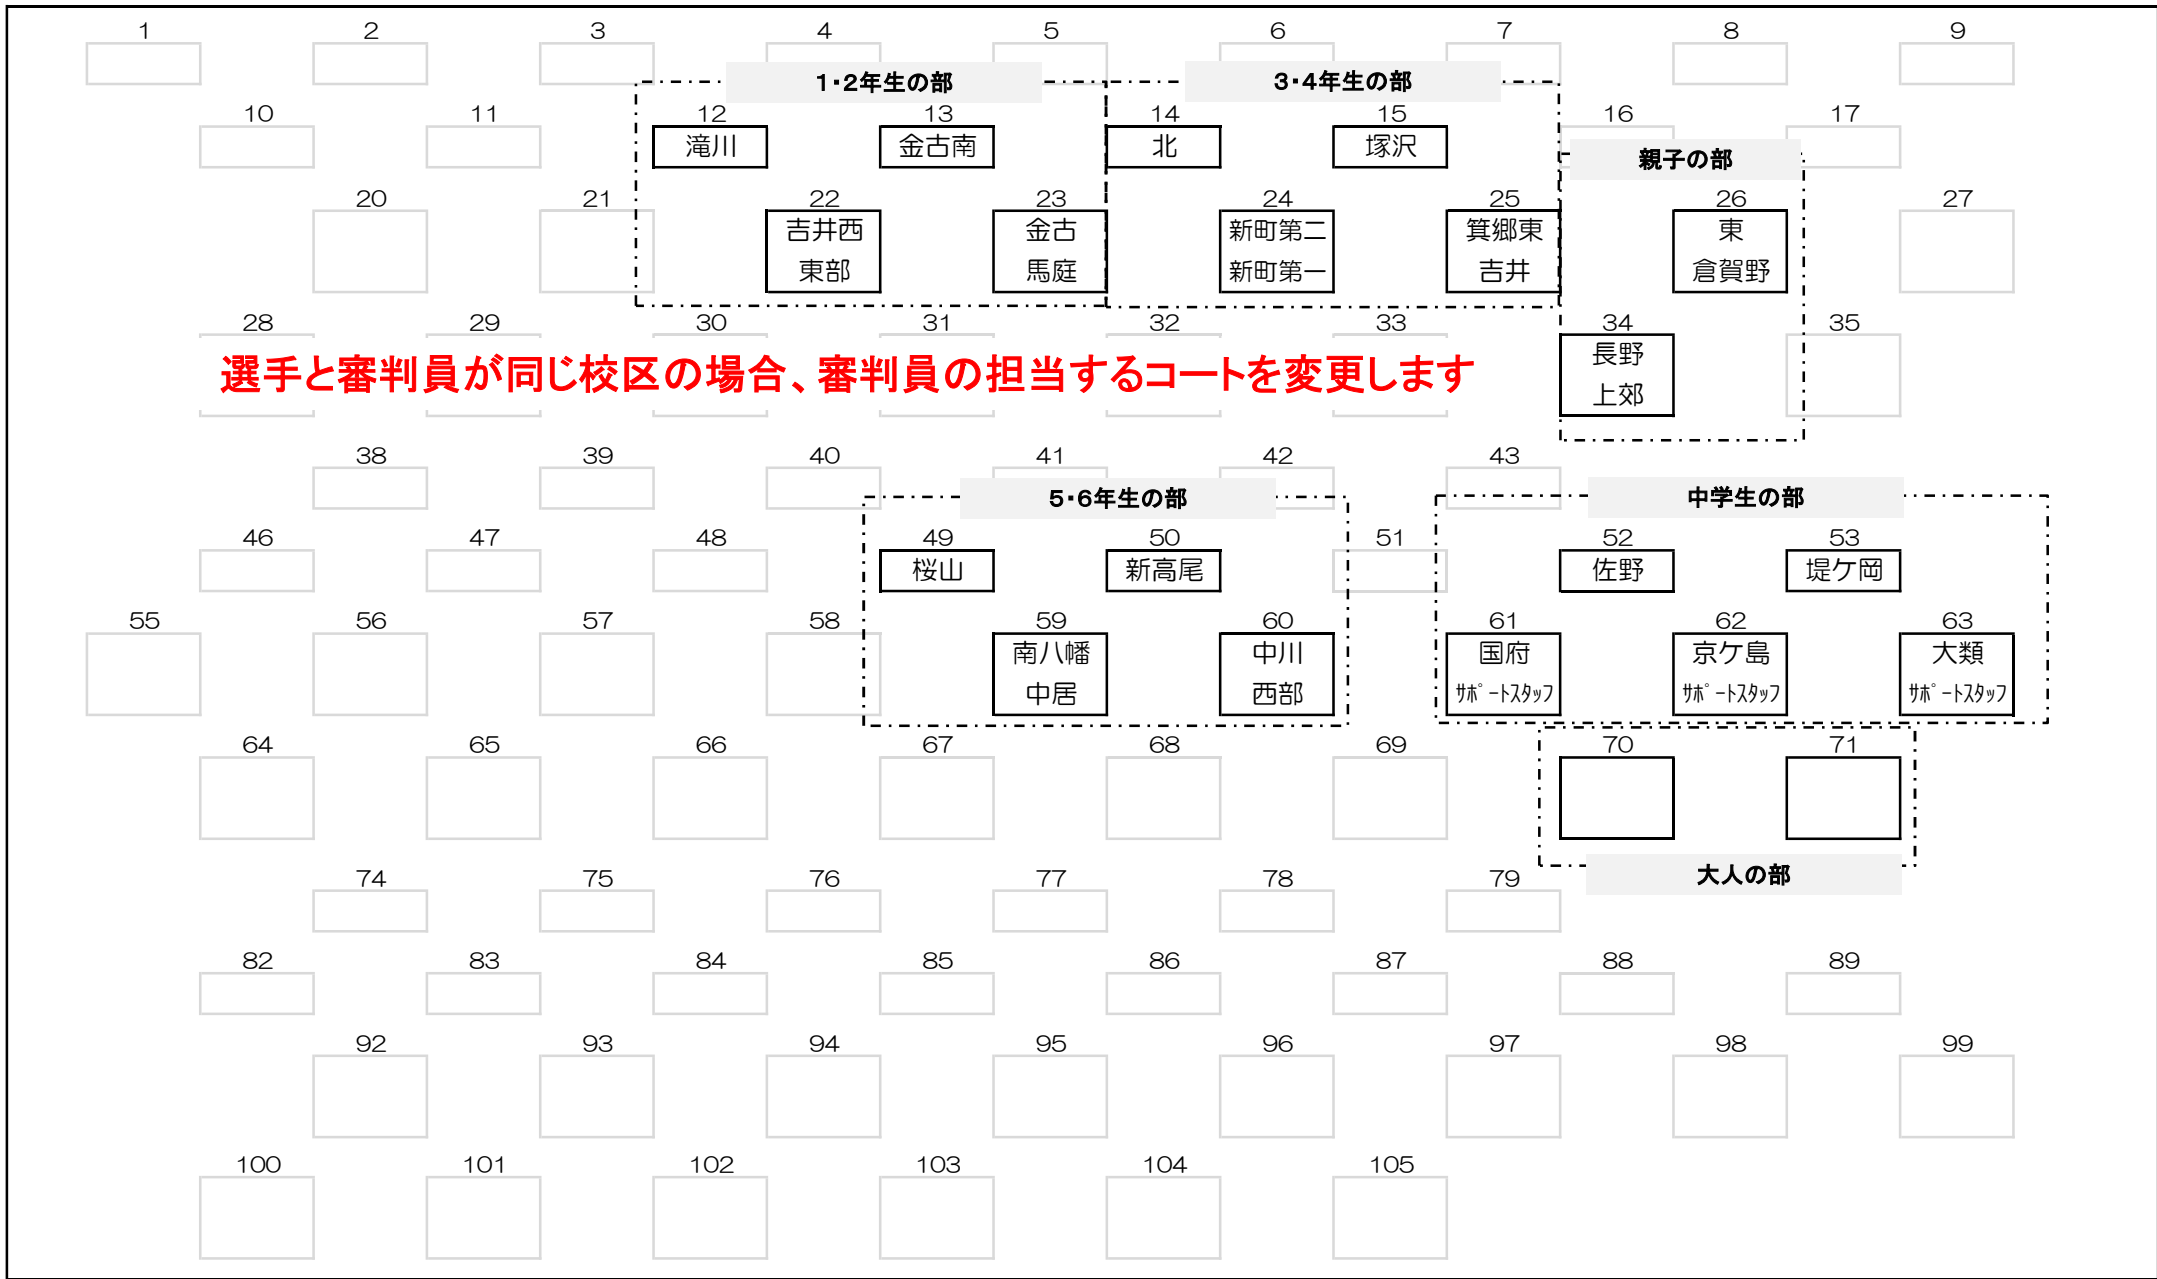 1 2 3 4 5 6 7 8 9
1・2年生の部 3・4年生の部
10 11 12 13 14 15 16 17
滝川 金古南 北 塚沢
親子の部
20 21 22 23 24 25 26 27
吉井西 金古 新町第二 箕郷東 東
東部 馬庭 新町第一 吉井 倉賀野
28 29 30 31 32 33 34 35
長野
選手と審判員が同じ校区の場合、審判員の担当するコートを変更します
上郊
38 39 40 41 42 43
5・6年生の部 中学生の部
46 47 48 49 50 51 52 53
桜山 新高尾 佐野 堤ケ岡
55 56 57 58 59 60 61 62 63
南八幡 中川 国府 京ケ島 大類
中居 西部 ｻﾎﾟｰﾄｽﾀｯﾌ ｻﾎﾟｰﾄｽﾀｯﾌ ｻﾎﾟｰﾄｽﾀｯﾌ
64 65 66 67 68 69 70 71
大人の部
74 75 76 77 78 79
82 83 84 85 86 87 88 89
92 93 94 95 96 97 98 99
100 101 102 103 104 105